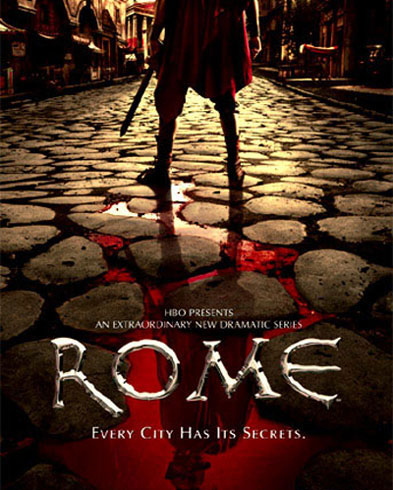 HBO PRESENTS
AN EXTRAORDINARY NEW DRAMATIC SERIES
ROME
EVERY CITY HAS ITS SECRETS.